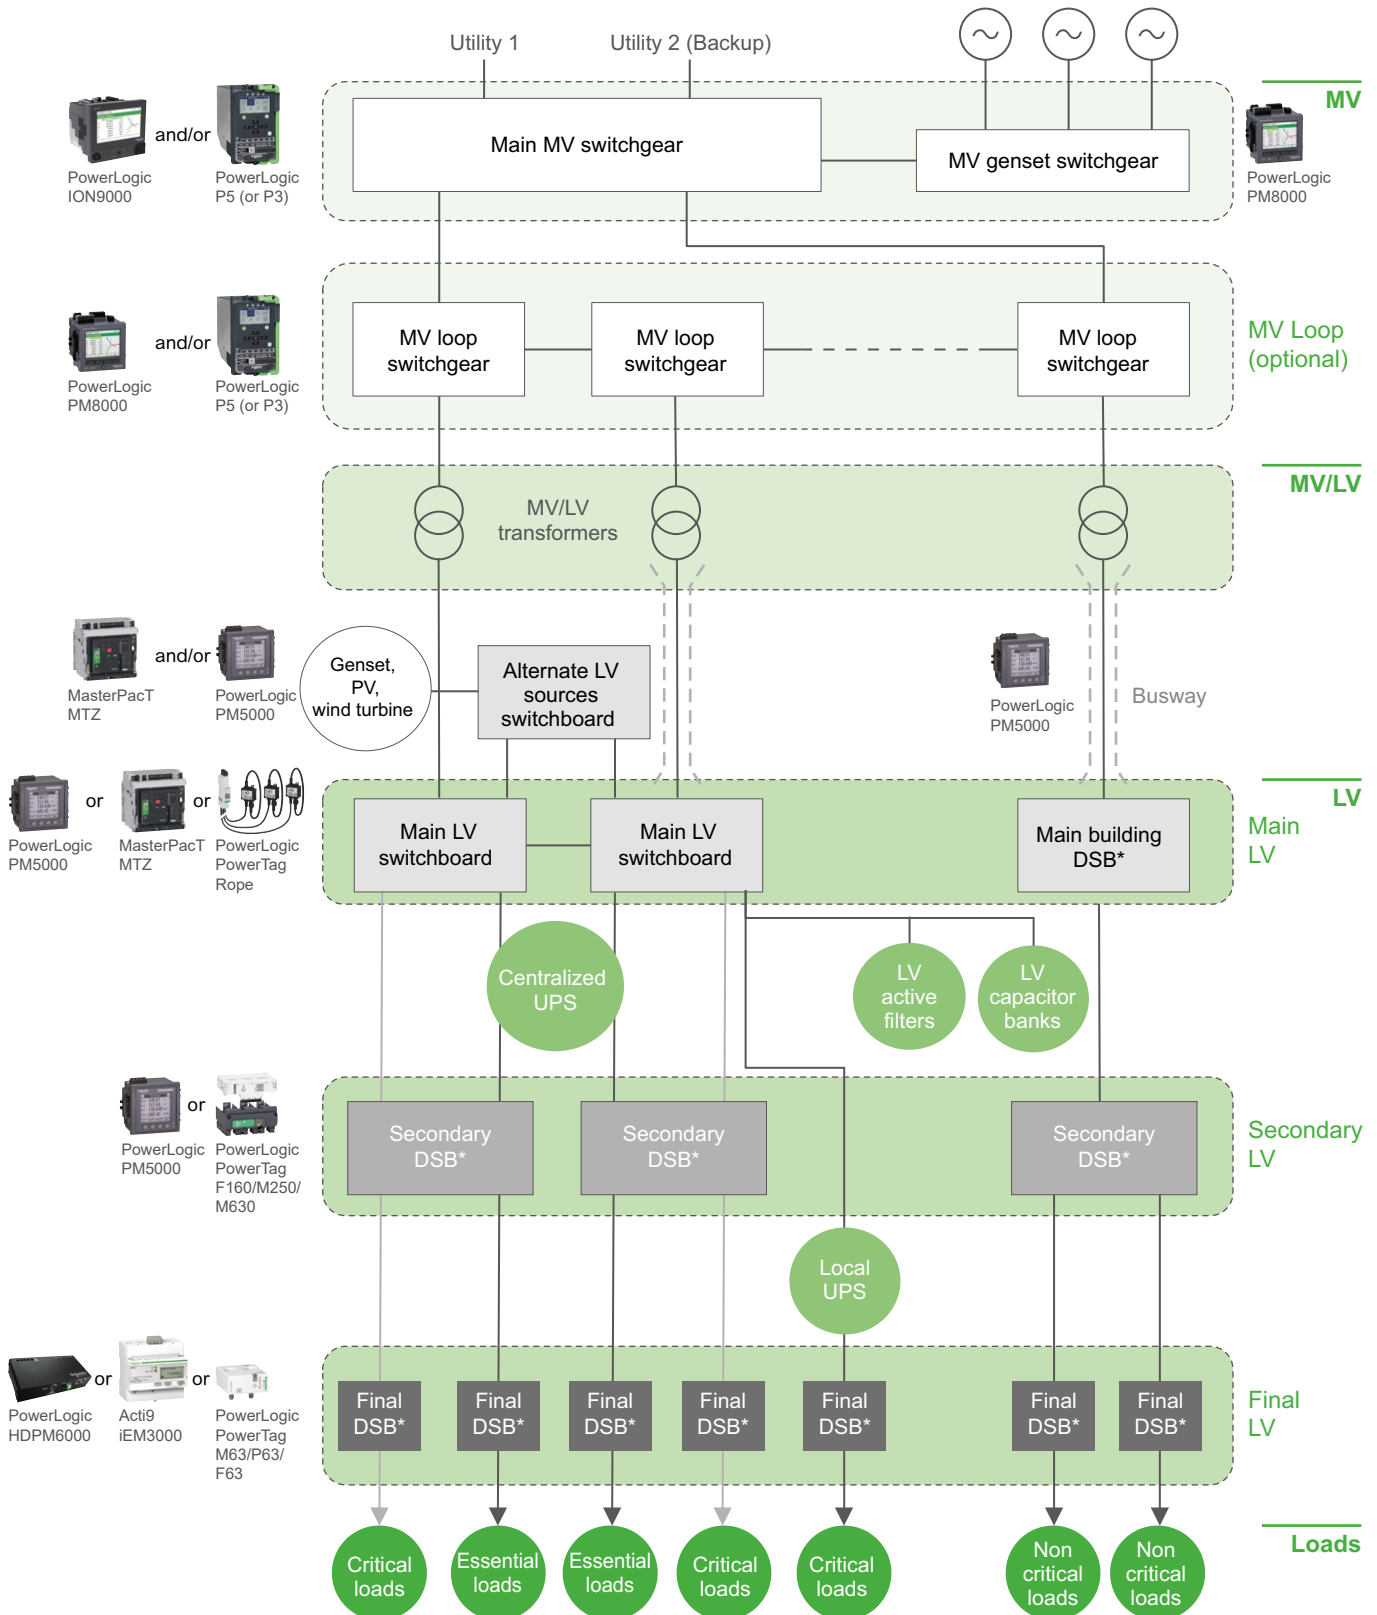 Utility 1
Utility 2 (Backup)
MV
Main MV switchgear
MV genset switchgear
and/or
PowerLogic
ION9000
PowerLogic
P5 (or P3)
PowerLogic
PM8000
MV loop
switchgear
MV loop
switchgear
MV loop
switchgear
MV Loop
(optional)
and/or
PowerLogic
PM8000
PowerLogic
P5 (or P3)
MV/LV
MV/LV
transformers
and/or
MasterPacT
MTZ
PowerLogic
PM5000
Genset,
PV,
wind turbine
Alternate LV
sources
switchboard
PowerLogic
PM5000
Busway
LV
Main
LV
or
or
PowerLogic
PM5000
MasterPacT
MTZ
PowerLogic
PowerTag
Rope
Main LV
switchboard
Main LV
switchboard
Main building
DSB*
Centralized
UPS
LV
active
filters
LV
capacitor
banks
or
PowerLogic
PM5000
PowerLogic
PowerTag
F160/M250/
M630
Secondary
DSB*
Secondary
DSB*
Secondary
DSB*
Secondary
LV
Local
UPS
or
or
PowerLogic
HDPM6000
Acti9
iEM3000
PowerLogic
PowerTag
M63/P63/
F63
Final
DSB*
Final
DSB*
Final
DSB*
Final
DSB*
Final
DSB*
Final
DSB*
Final
DSB*
Final
LV
Loads
Critical
loads
Essential
loads
Essential
loads
Critical
loads
Critical
loads
Non
critical
loads
Non
critical
loads